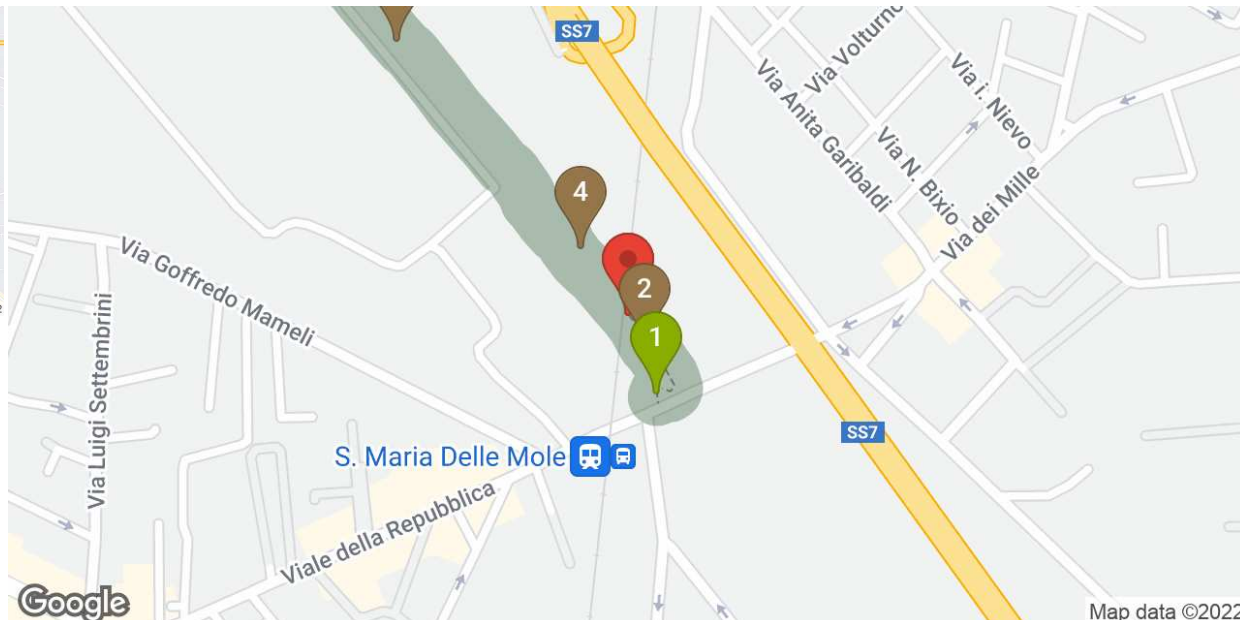 SS7
Via Volturno
Via i. Nievo
Via Anita Garibaldi
Via N. Bixio
Via dei Mille
4
Via Goffredo Mameli
2
1
Via Luigi Settembrini
SS7
S. Maria Delle Mole
Viale della Repubblica
Google
Map data ©2022